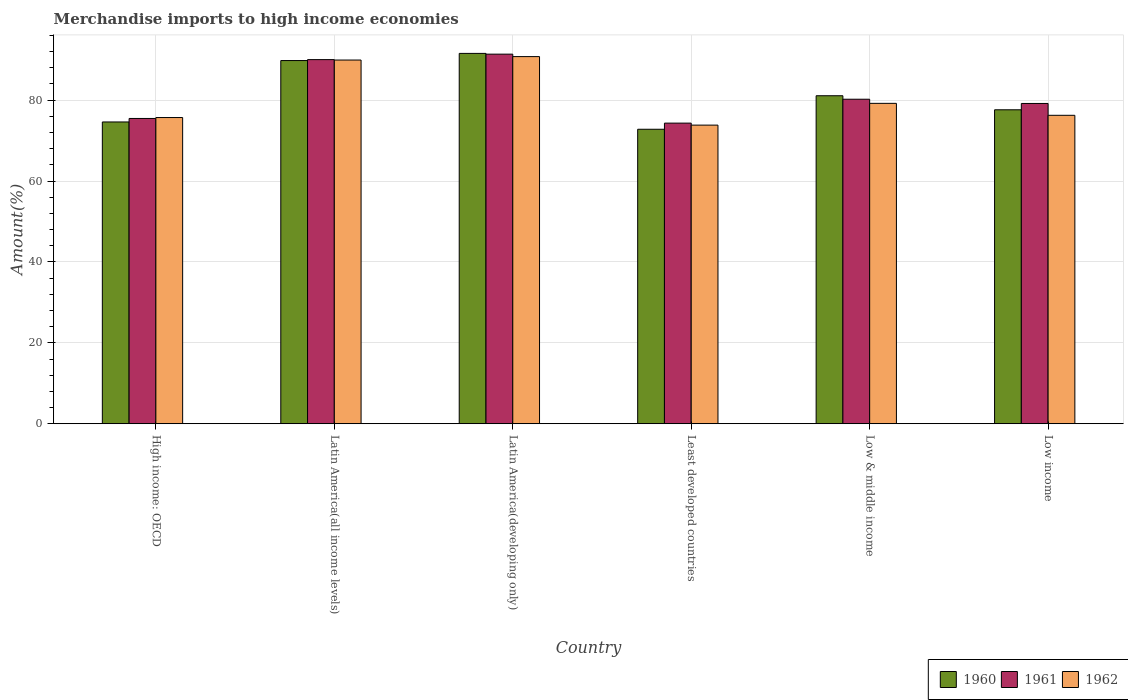 Merchandise imports to high income economies
Amount(%)
80
60
40
20
0
High income: OECD
Latin America(all income levels)
Latin America(developing only)
Least developed countries
Low & middle income
Low income
Country
1960
1961
1962